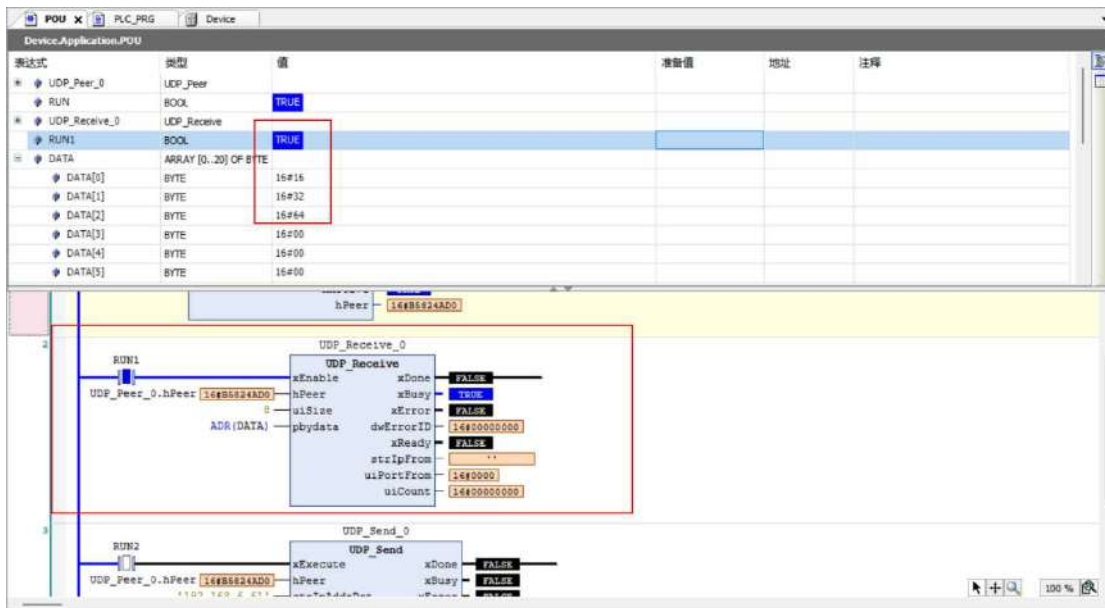 POU X PLC_PRG Device
Device.Application.POU
表达式 类型 值 准备值 地址 注释
UDP_Peer_0 UDP_Peer
RUN BOOL TRUE
UDP_Receive_0 UDP_Receive
RUN1 BOOL TRUE
DATA ARRAY [0..20] OF BYTE
DATA[0] BYTE 16#16
DATA[1] BYTE 16#32
DATA[2] BYTE 16#64
DATA[3] BYTE 16#00
DATA[4] BYTE 16#00
DATA[5] BYTE 16#00
hPeer 16#B5824AD0
2 UDP_Receive_0
RUN1 UDP_Receive
xEnable xDone FALSE
UDP_Peer_0.hPeer 16#B5824AD0 hPeer xBusy TRUE
8 uiSize xError FALSE
ADR(DATA) pbydata dwErrorID 16#00000000
xReady FALSE
strIpFrom ''
uiPortFrom 16#0000
uiCount 16#00000000
3 UDP_Send_0
RUN2 UDP_Send
xExecute xDone FALSE
UDP_Peer_0.hPeer 16#B5824AD0 hPeer xBusy FALSE
100 %